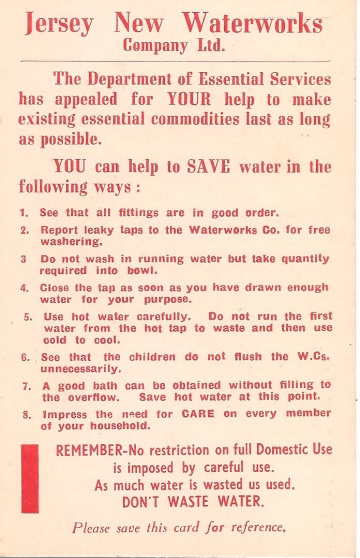 Jersey New Waterworks
Company Ltd.
The Department of Essential Services
has appealed for YOUR help to make
existing essential commodities last as long
as possible.
YOU can help to SAVE water in the
following ways :
1. See that all fittings are in good order.
2. Report leaky taps to the Waterworks Co. for free
washering.
3 Do not wash in running water but take quantity
required into bowl.
4. Close the tap as soon as you have drawn enough
water for your purpose.
5. Use hot water carefully. Do not run the first
water from the hot tap to waste and then use
cold to cool.
6. See that the children do not flush the W.Cs.
unnecessarily.
7. A good bath can be obtained without filling to
the overflow. Save hot water at this point.
8. Impress the need for CARE on every member
of your household.
REMEMBER-No restriction on full Domestic Use
is imposed by careful use.
As much water is wasted us used.
DON'T WASTE WATER.
Please save this card for reference,